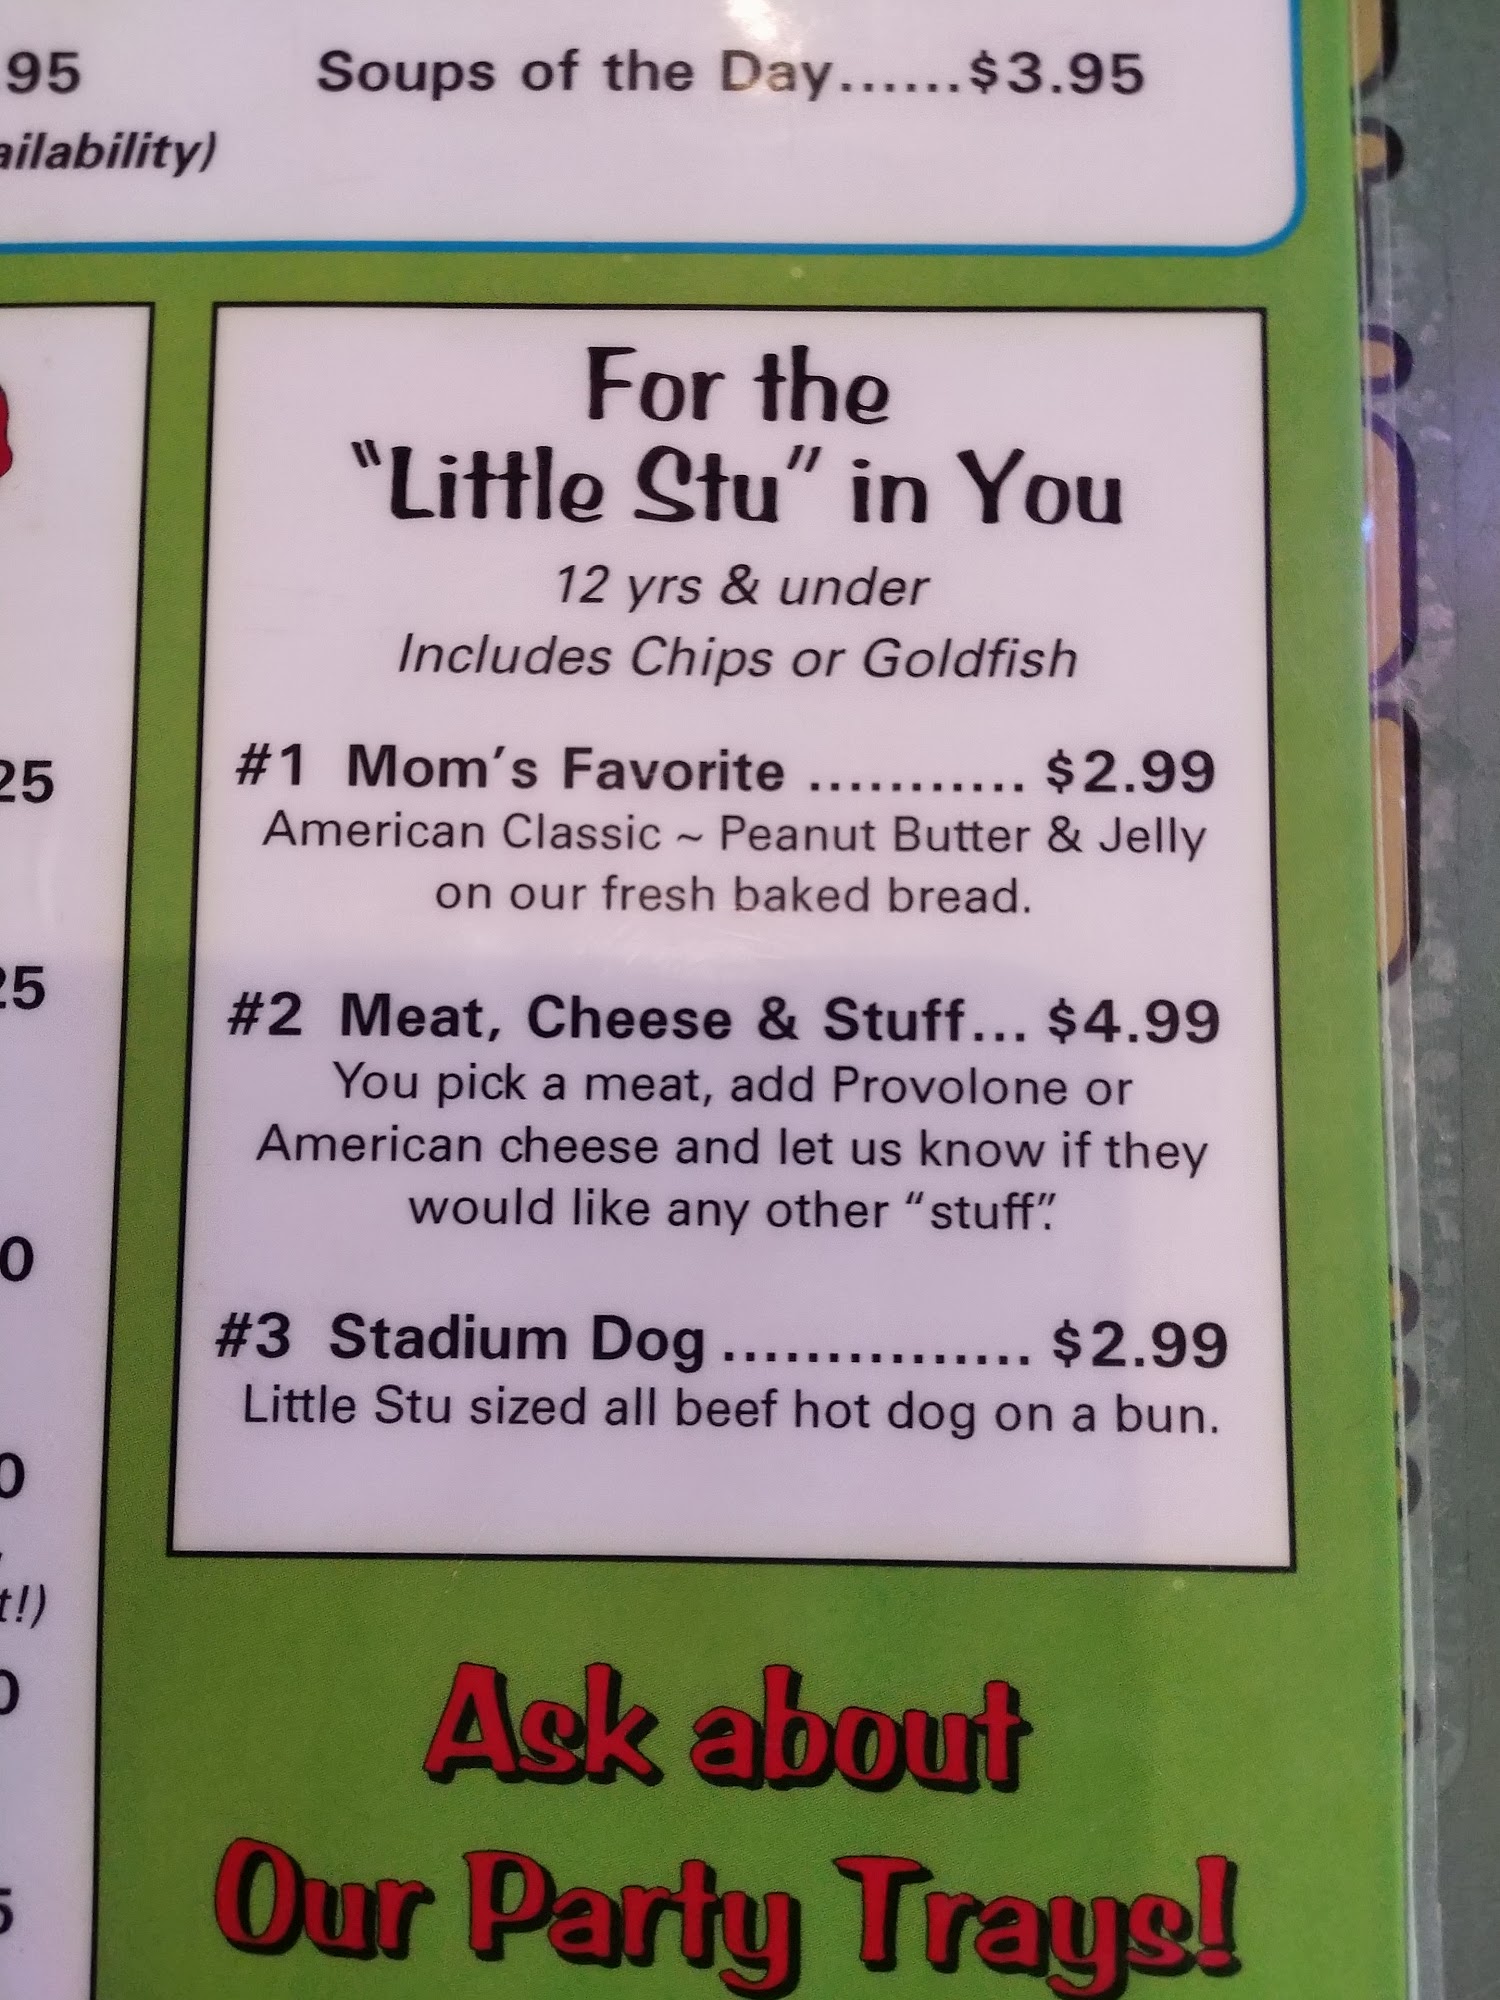 95 Soups of the Day......$3.95
ailability)
For the
"Little Stu" in You
12 yrs & under
Includes Chips or Goldfish
#1 Mom's Favorite ........... $2.99
American Classic ~ Peanut Butter & Jelly
on our fresh baked bread.
#2 Meat, Cheese & Stuff... $4.99
You pick a meat, add Provolone or
American cheese and let us know if they
would like any other "stuff".
#3 Stadium Dog ............... $2.99
Little Stu sized all beef hot dog on a bun.
25
25
0
0
t!)
0
5
Ask about
Our Party Trays!